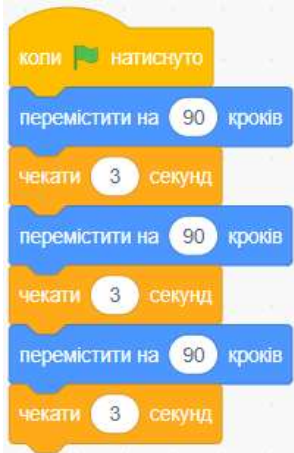 коли натиснуто
перемістити на 90 кроків
чекати 3 секунд
перемістити на 90 кроків
чекати 3 секунд
перемістити на 90 кроків
чекати 3 секунд